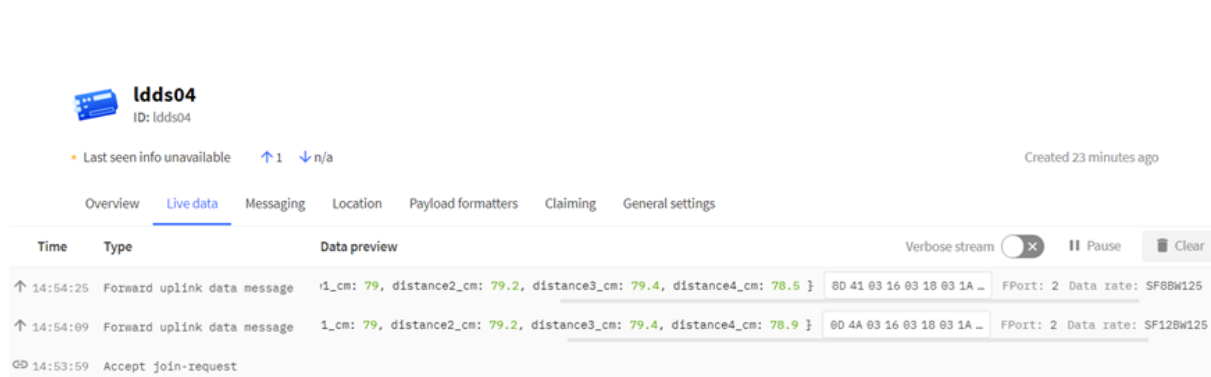 ldds04
ID: ldds04
Last seen info unavailable ↑ 1 ↓ n/a Created 23 minutes ago
Overview Live data Messaging Location Payload formatters Claiming General settings
Time Type Data preview Verbose stream Pause Clear
↑ 14:54:25 Forward uplink data message 1_cm: 79, distance2_cm: 79.2, distance3_cm: 79.4, distance4_cm: 78.5 } 8D 41 03 16 03 18 03 1A … FPort: 2 Data rate: SF8BW125
↑ 14:54:09 Forward uplink data message 1_cm: 79, distance2_cm: 79.2, distance3_cm: 79.4, distance4_cm: 78.9 } 0D 4A 03 16 03 18 03 1A … FPort: 2 Data rate: SF12BW125
14:53:59 Accept join-request